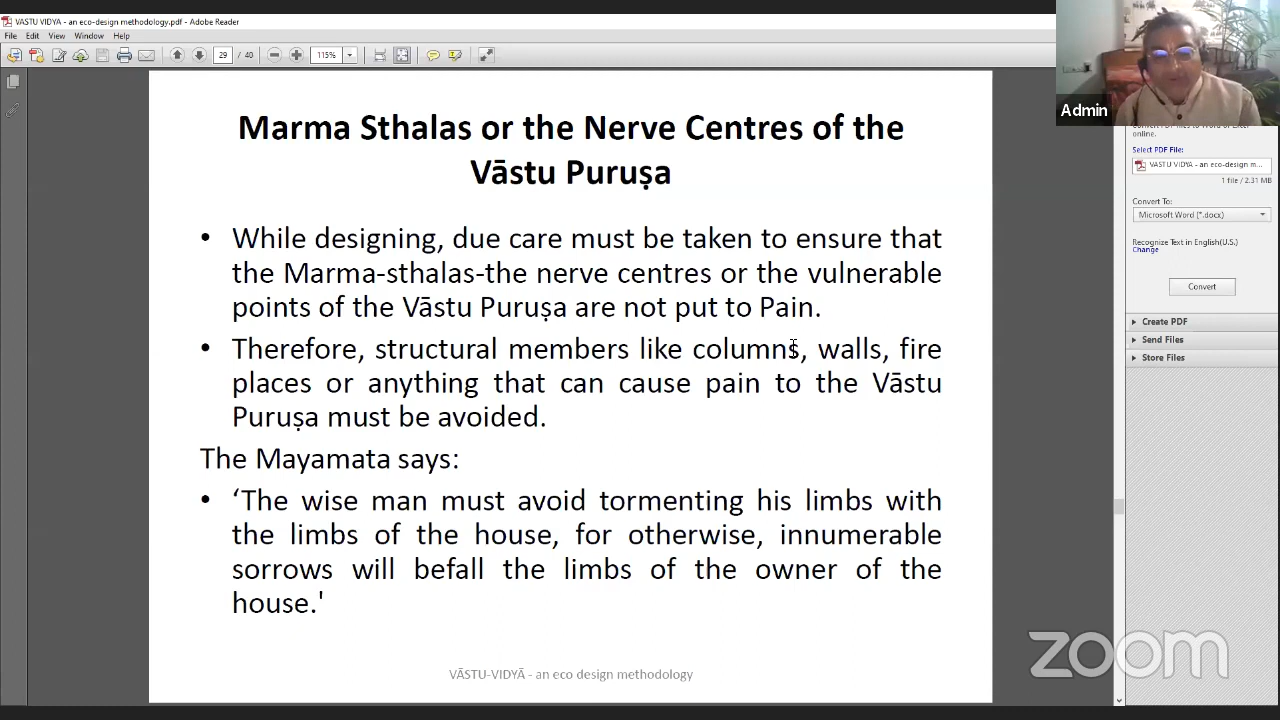 VASTU VIDYA - an eco-design methodology.pdf - Adobe Reader
File Edit View Window Help
29 / 40 115%
Marma Sthalas or the Nerve Centres of the
Vāstu Puruṣa
• While designing, due care must be taken to ensure that
the Marma-sthalas-the nerve centres or the vulnerable
points of the Vāstu Puruṣa are not put to Pain.
• Therefore, structural members like columns, walls, fire
places or anything that can cause pain to the Vāstu
Puruṣa must be avoided.
The Mayamata says:
• ‘The wise man must avoid tormenting his limbs with
the limbs of the house, for otherwise, innumerable
sorrows will befall the limbs of the owner of the
house.'
VĀSTU-VIDYĀ - an eco design methodology
Admin
online.
Select PDF File:
VASTU VIDYA - an eco-design m...
1 file / 2.31 MB
Convert To:
Microsoft Word (*.docx)
Recognize Text in English(U.S.)
Change
Convert
Create PDF
Send Files
Store Files
zoom